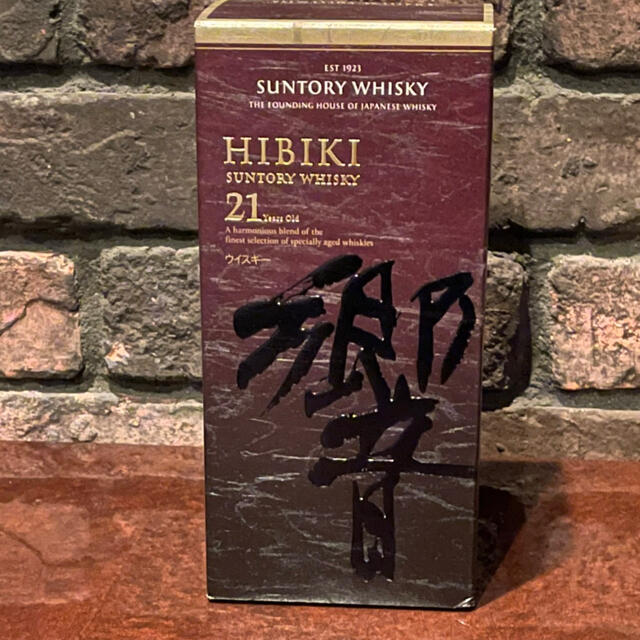 EST 1923
SUNTORY WHISKY
THE FOUNDING HOUSE OF JAPANESE WHISKY
HIBIKI
SUNTORY WHISKY
21 Years Old
A harmonious blend of the
finest selection of specially aged whiskies
ウイスキー
響